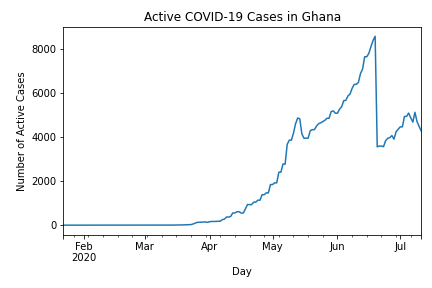 Active COVID-19 Cases in Ghana
Number of Active Cases
8000
6000
4000
2000
0
Feb Mar Apr May Jun Jul
2020
Day